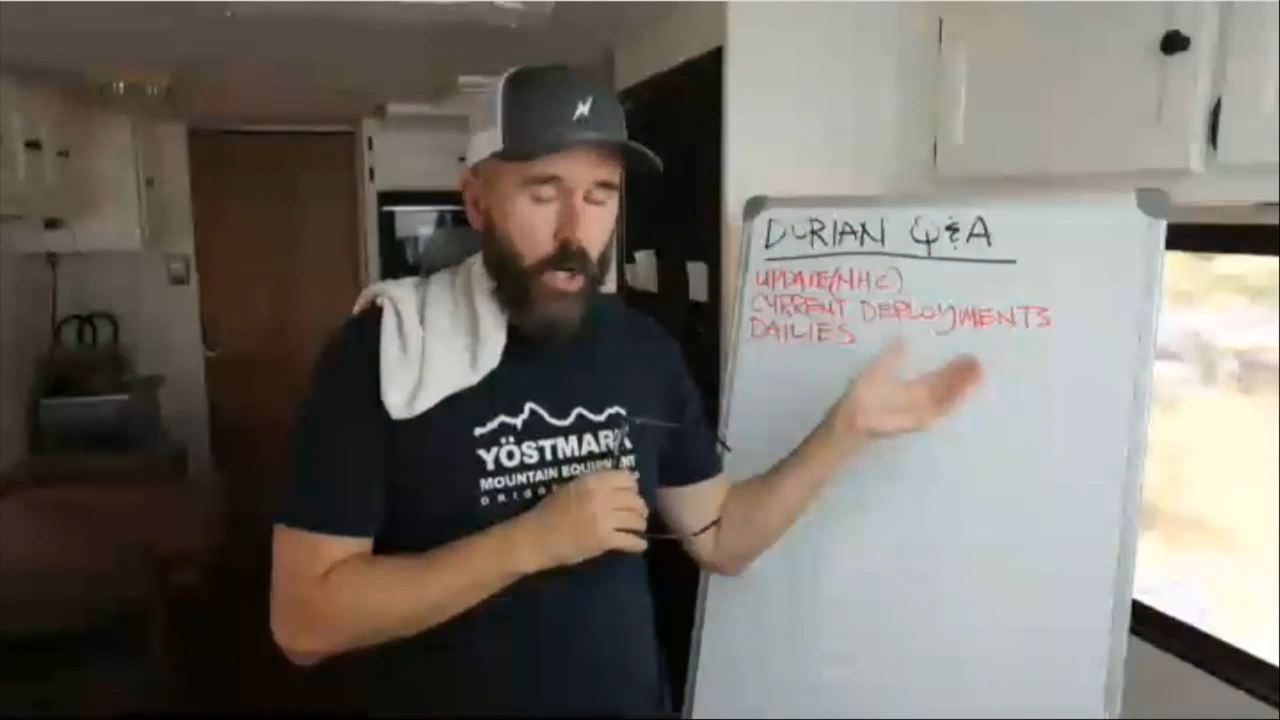 DORIAN Q&A
UPDATE (NHC)
CURRENT DEPLOYMENTS
DAILIES
YÖSTMARK
MOUNTAIN EQUIPMENT